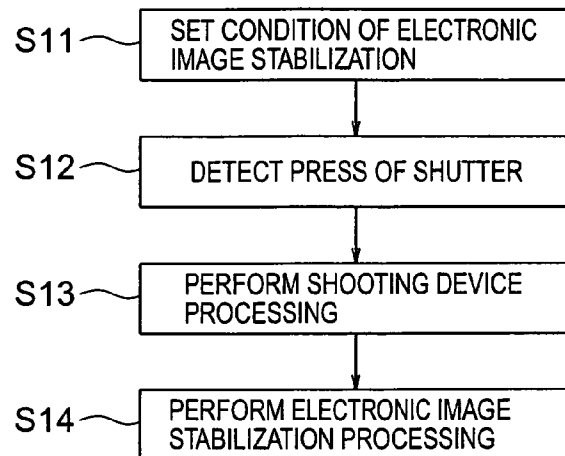 S11
SET CONDITION OF ELECTRONIC
IMAGE STABILIZATION
S12
DETECT PRESS OF SHUTTER
S13
PERFORM SHOOTING DEVICE
PROCESSING
S14
PERFORM ELECTRONIC IMAGE
STABILIZATION PROCESSING